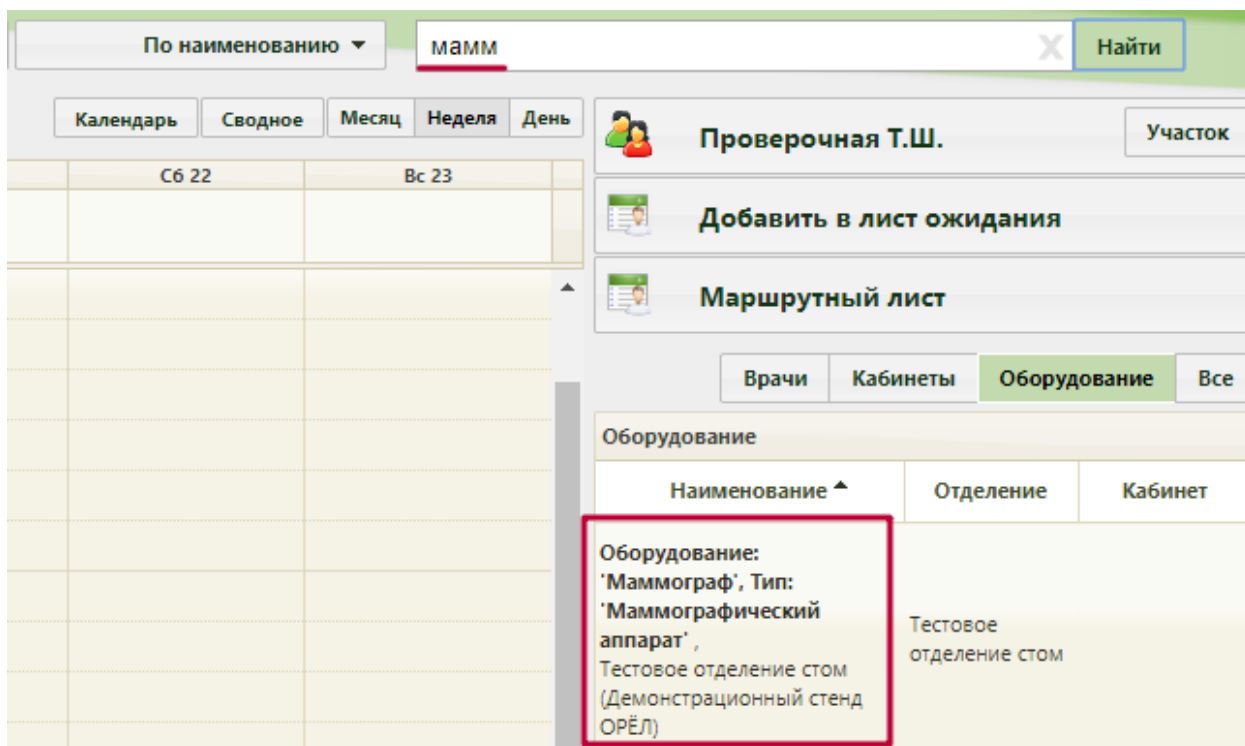 По наименованию
мамм
X
Найти
Календарь
Сводное
Месяц
Неделя
День
Сб 22
Вс 23
Проверочная Т.Ш.
Участок
Добавить в лист ожидания
Маршрутный лист
Врачи
Кабинеты
Оборудование
Все
Оборудование
Наименование
Отделение
Кабинет
Оборудование:
'Маммограф', Тип:
'Маммографический
аппарат' ,
Тестовое отделение стом
(Демонстрационный стенд
ОРЁЛ)
Тестовое
отделение стом